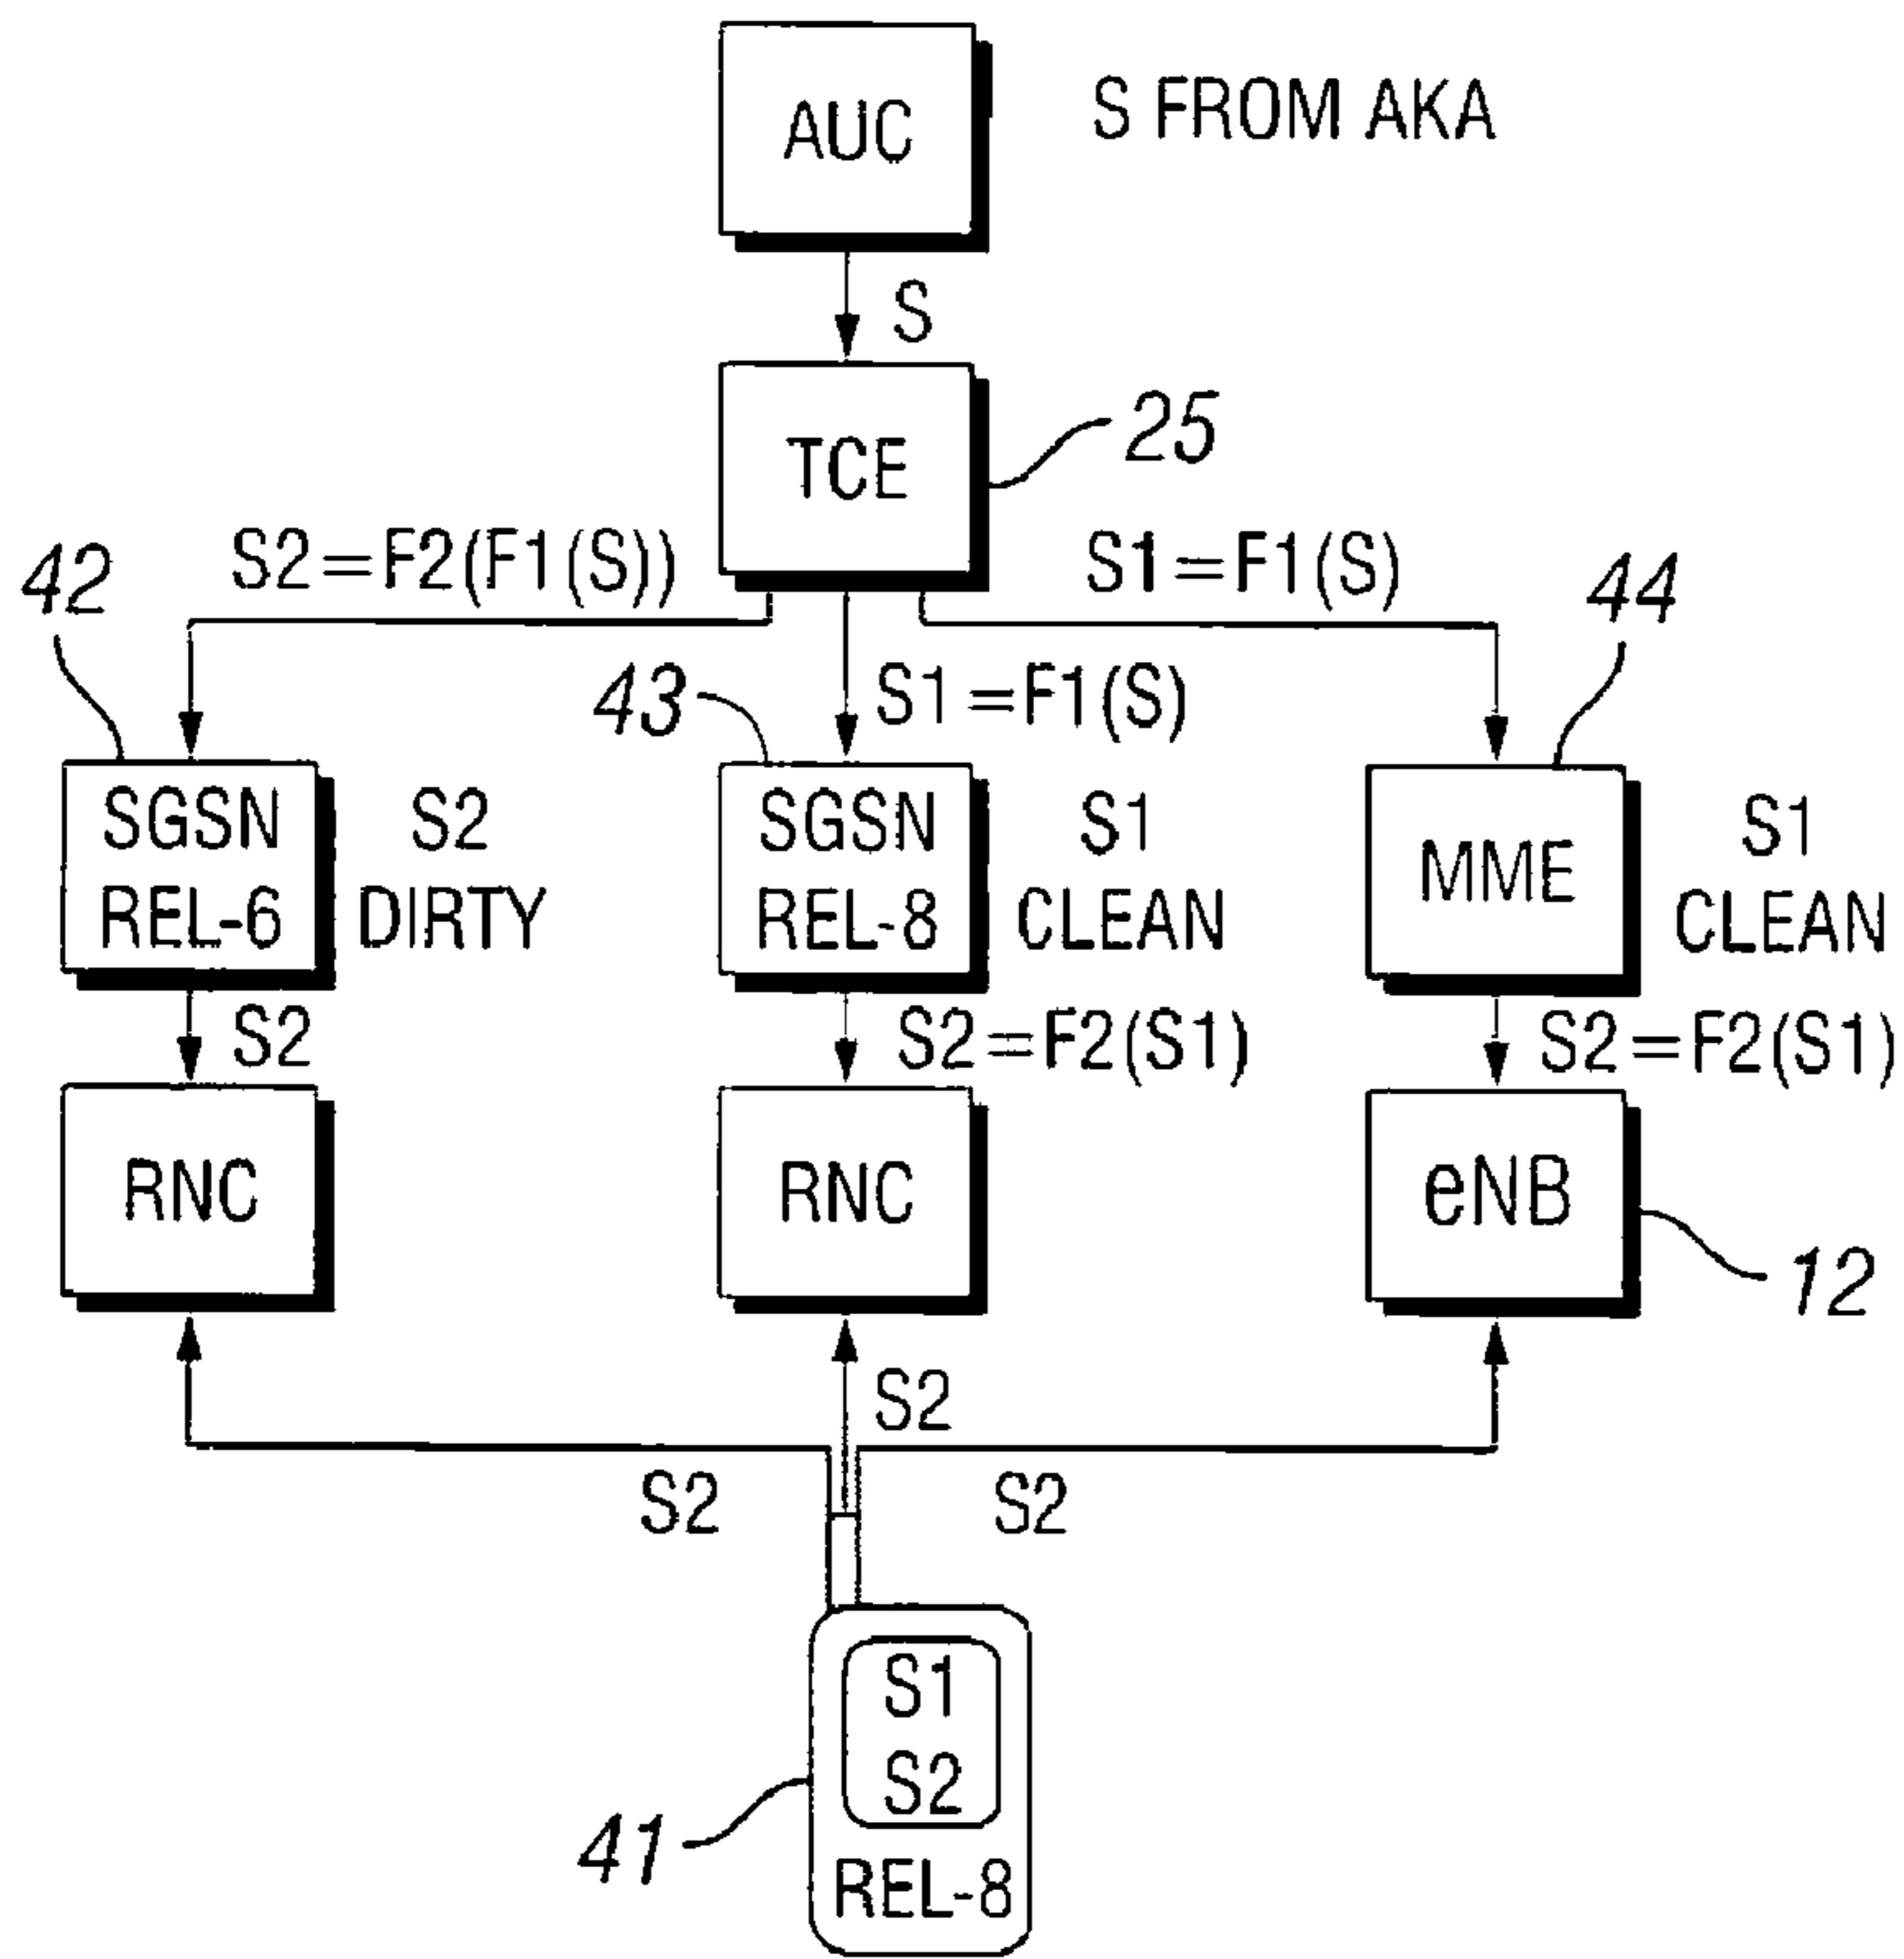 AUC
S FROM AKA
S
TCE
25
S2=F2(F1(S))
S1=F1(S)
42
44
43
S1=F1(S)
SGSN
REL-6
S2
DIRTY
SGSN
REL-8
S1
CLEAN
MME
S1
CLEAN
S2
S2=F2(S1)
S2=F2(S1)
RNC
RNC
eNB
12
S2
S2
S2
S1
S2
41
REL-8